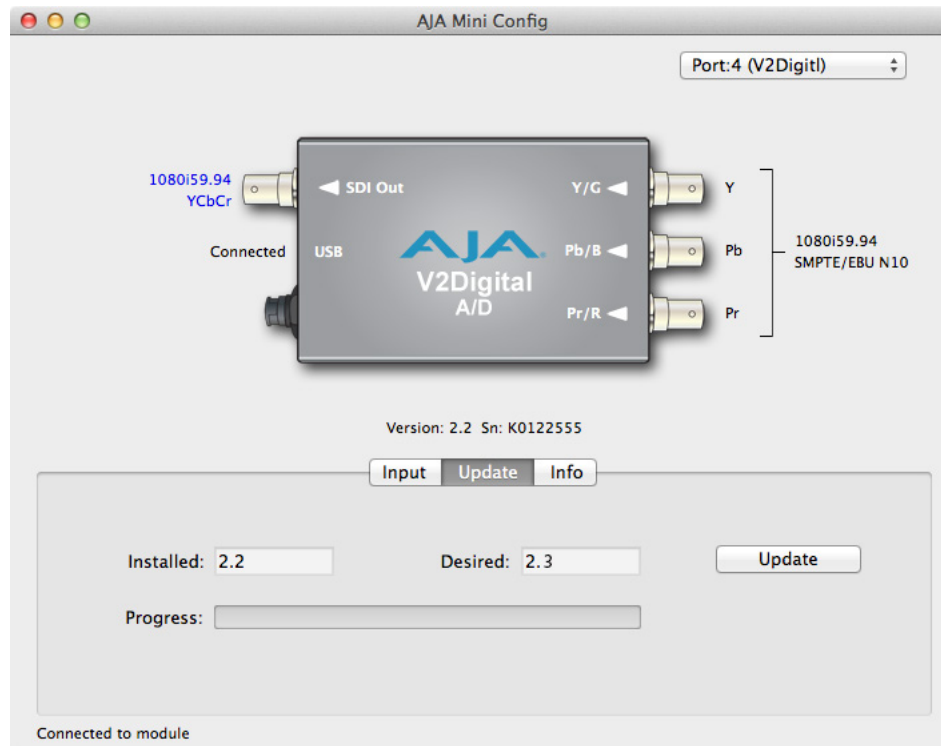 AJA Mini Config
Port:4 (V2Digitl)
1080i59.94
YCbCr
SDI Out
Y/G
Y
Connected
USB
AJA
Pb/B
Pb
1080i59.94
SMPTE/EBU N10
V2Digital
A/D
Pr/R
Pr
Version: 2.2 Sn: K0122555
Input Update Info
Installed: 2.2 Desired: 2.3 Update
Progress:
Connected to module